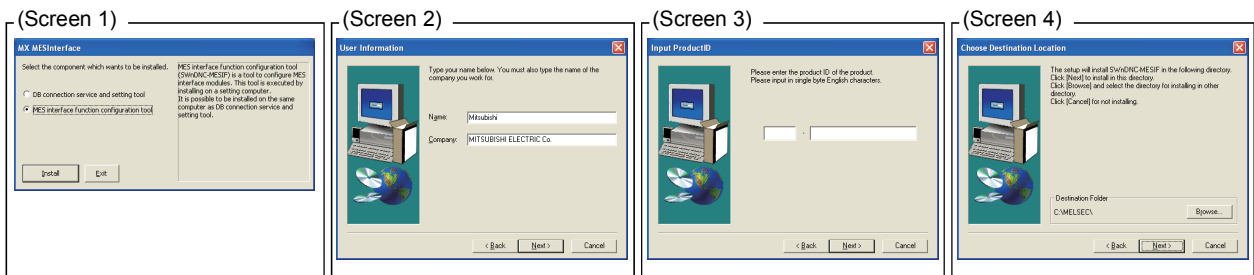 (Screen 1)
MX MESInterface
Select the component which wants to be installed.
DB connection service and setting tool
MES interface function configuration tool
MES interface function configuration tool
(SWnDNC-MESIF) is a tool to configure MES
interface modules. This tool is executed by
installing on a setting computer.
It is possible to be installed on the same
computer as DB connection service and
setting tool.
Install
Exit
(Screen 2)
User Information
Type your name below. You must also type the name of the
company you work for.
Name:
Mitsubishi
Company:
MITSUBISHI ELECTRIC Co.
< Back
Next >
Cancel
(Screen 3)
Input ProductID
Please enter the product ID of the product.
Please input in single byte English characters.
-
< Back
Next >
Cancel
(Screen 4)
Choose Destination Location
The setup will install SWnDNC-MESIF in the following directory.
Click [Next] to install in this directory.
Click [Browse] and select the directory for installing in other
directory.
Click [Cancel] for not installing.
Destination Folder
C:\MELSEC\
Browse...
< Back
Next >
Cancel